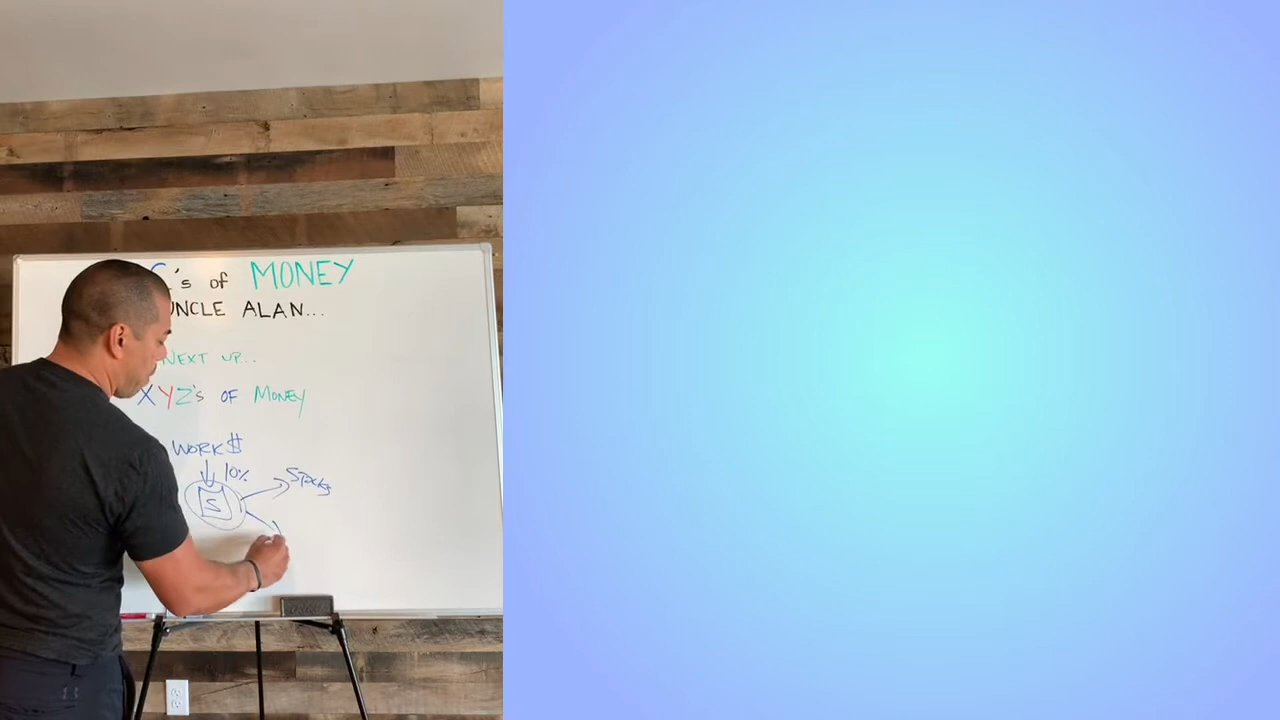 C's of MONEY
UNCLE ALAN...
NEXT UP...
XYZ's OF MONEY
WORK $
10%
S
Stocks